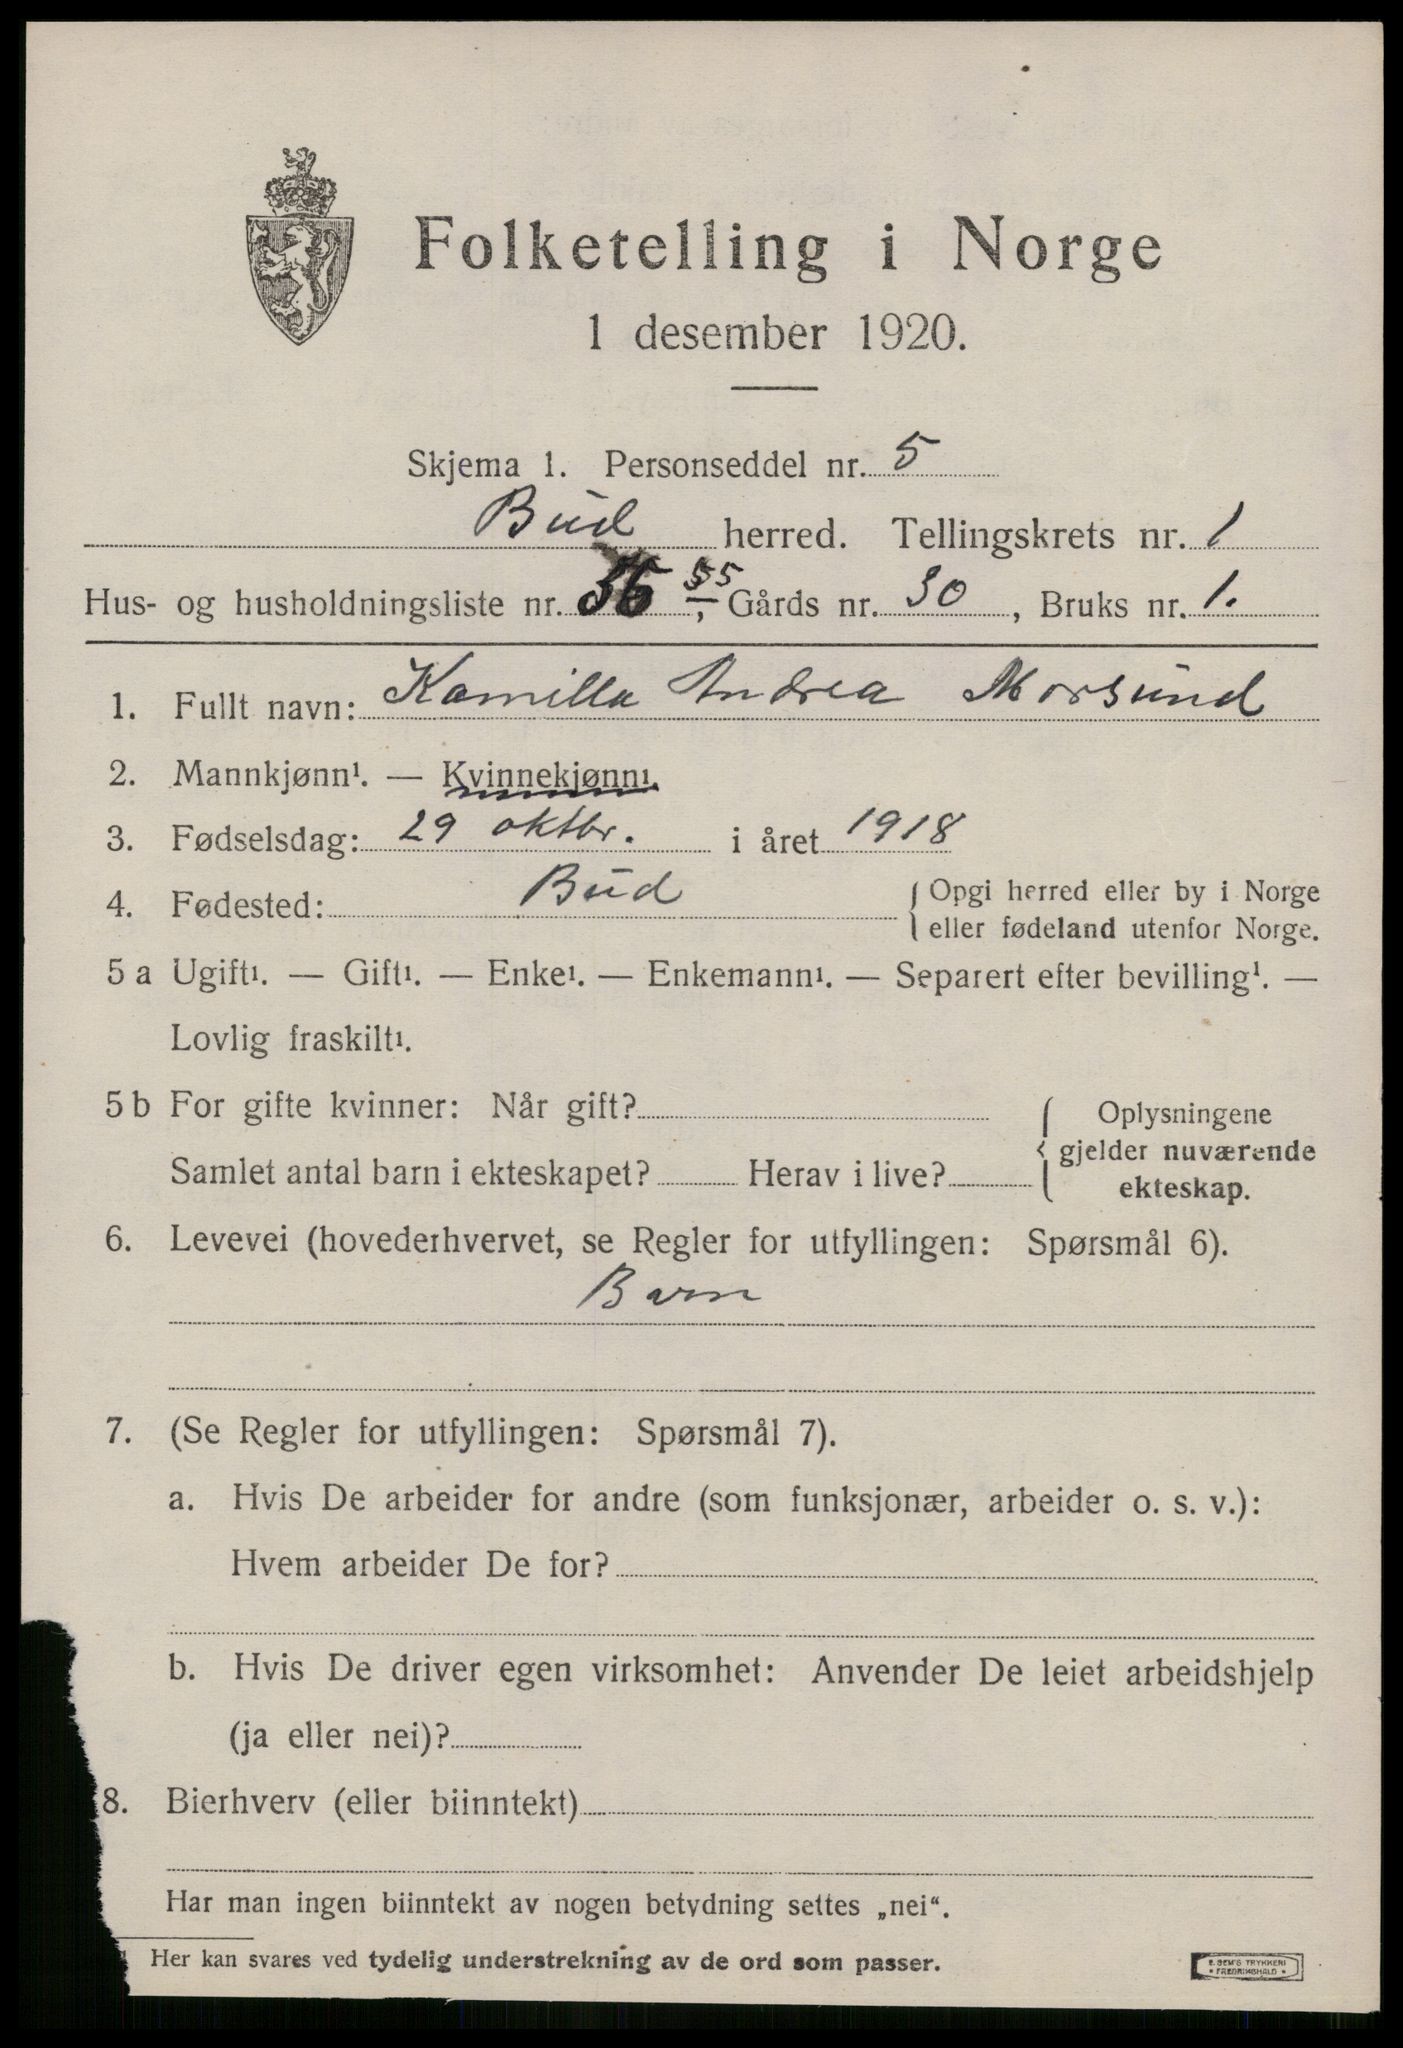 Folketelling i Norge
1 desember 1920.
Skjema 1. Personseddel nr. 5
Bud herred. Tellingskrets nr. 1
Hus- og husholdningsliste nr. 55, Gårds nr. 30, Bruks nr. 1.
1. Fullt navn: Kamilla Andrea Morsund
2. Mannkjønn¹. — Kvinnekjønn¹.
3. Fødselsdag: 29 oktbr. i året 1918
4. Fødested: Bud { Opgi herred eller by i Norge
eller fødeland utenfor Norge.
5 a Ugift¹. — Gift¹. — Enke¹. — Enkemann¹. — Separert efter bevilling¹. —
Lovlig fraskilt¹.
5 b For gifte kvinner: Når gift? { Oplysningene
gjelder nuværende
Samlet antal barn i ekteskapet? Herav i live? ekteskap.
6. Levevei (hovederhvervet, se Regler for utfyllingen: Spørsmål 6).
Barn
7. (Se Regler for utfyllingen: Spørsmål 7).
a. Hvis De arbeider for andre (som funksjonær, arbeider o. s. v.):
Hvem arbeider De for?
b. Hvis De driver egen virksomhet: Anvender De leiet arbeidshjelp
(ja eller nei)?
8. Bierhverv (eller biinntekt)
Har man ingen biinntekt av nogen betydning settes „nei“.
Her kan svares ved tydelig understrekning av de ord som passer.
E. SEM'S TRYKKERI
• FREDRIKSHALD •